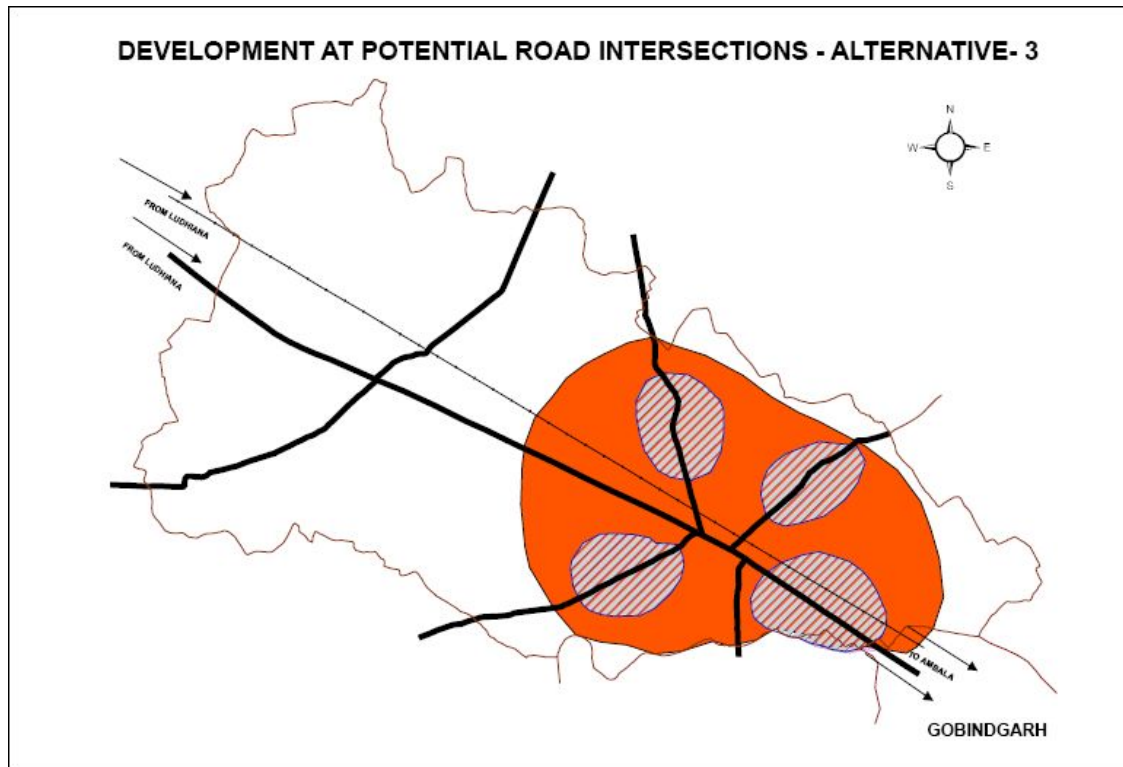 DEVELOPMENT AT POTENTIAL ROAD INTERSECTIONS - ALTERNATIVE- 3
N
W E
S
FROM LUDHIANA
FROM LUDHIANA
TO AMBALA
GOBINDGARH